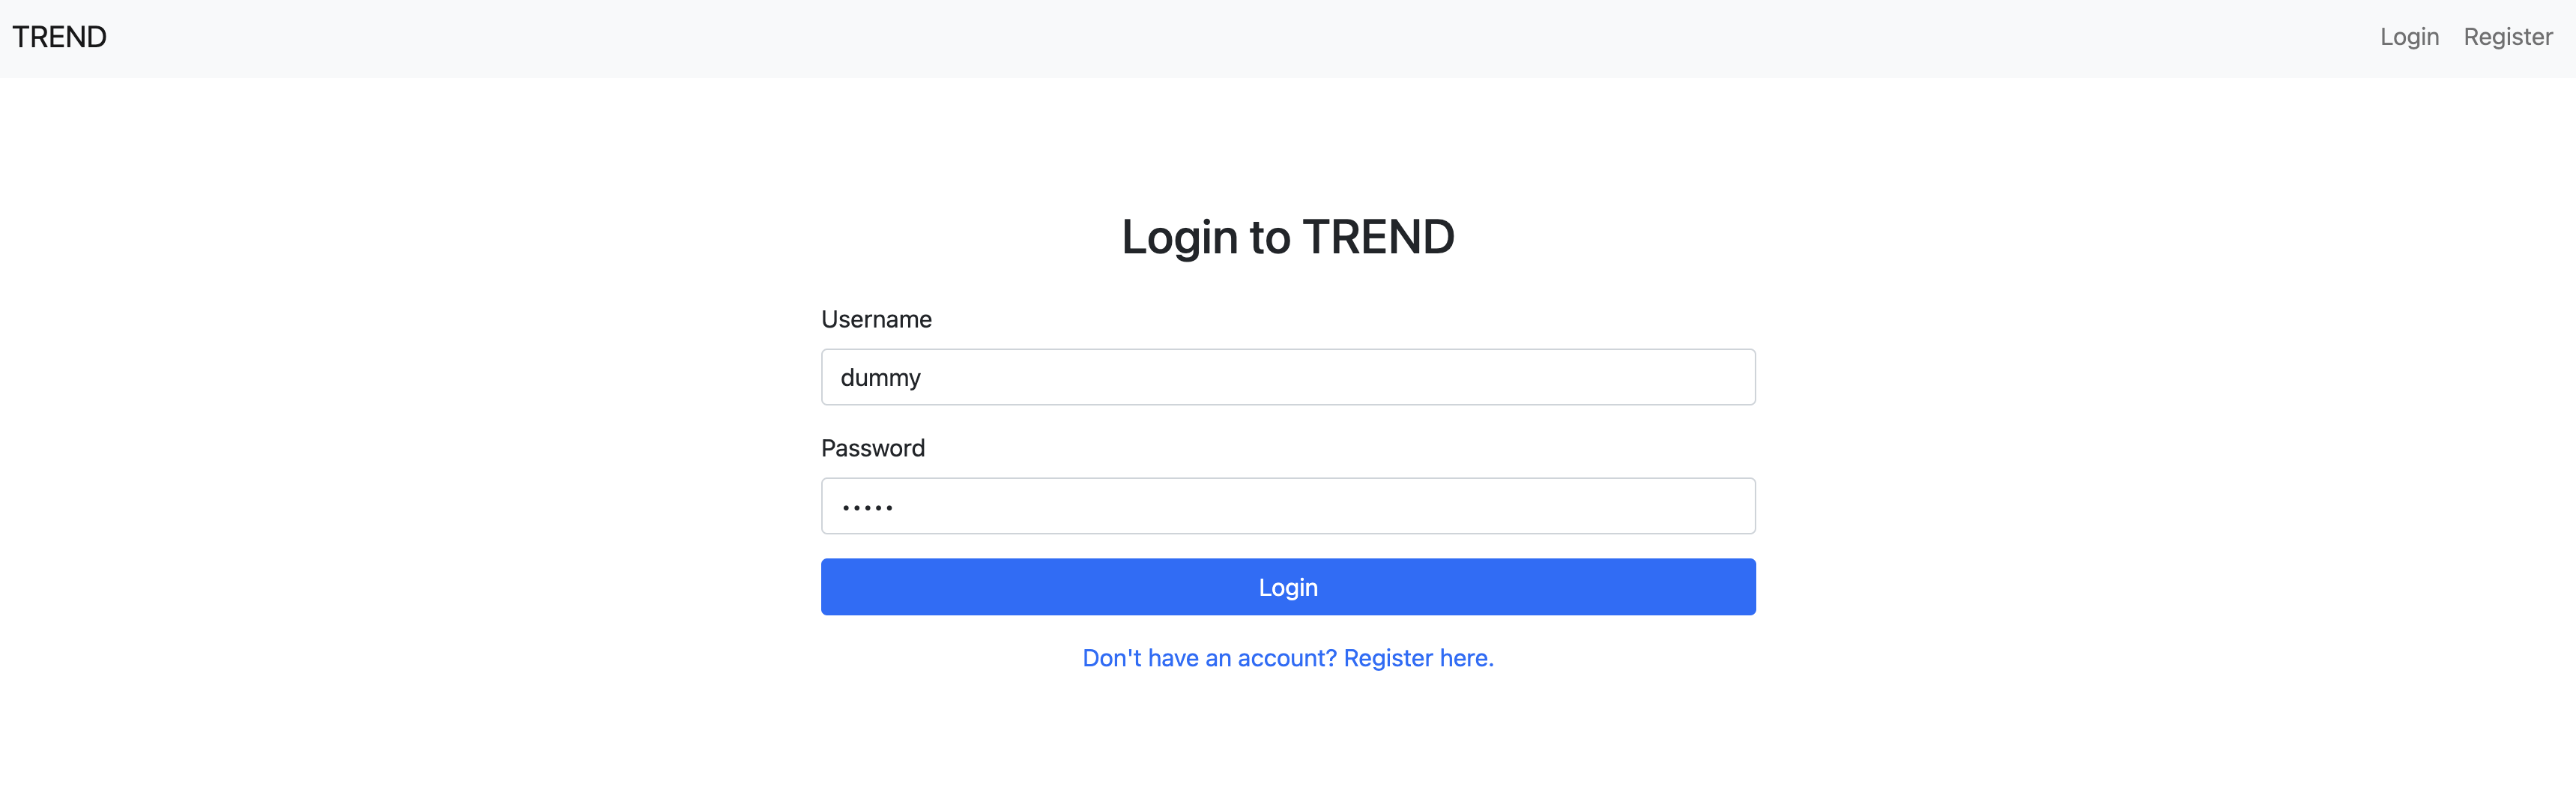 TREND
Login Register
Login to TREND
Username
dummy
Password
•••••
Login
Don't have an account? Register here.